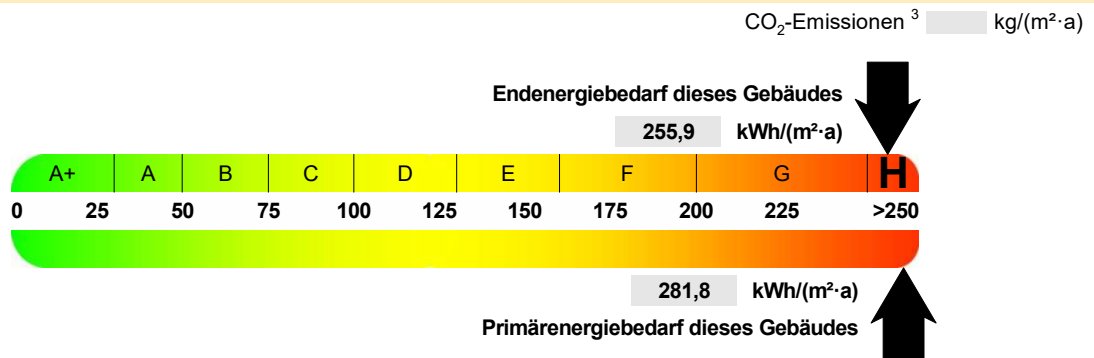 CO₂-Emissionen ³ kg/(m²·a)
Endenergiebedarf dieses Gebäudes
255,9 kWh/(m²·a)
A+ A B C D E F G H
0 25 50 75 100 125 150 175 200 225 >250
281,8 kWh/(m²·a)
Primärenergiebedarf dieses Gebäudes